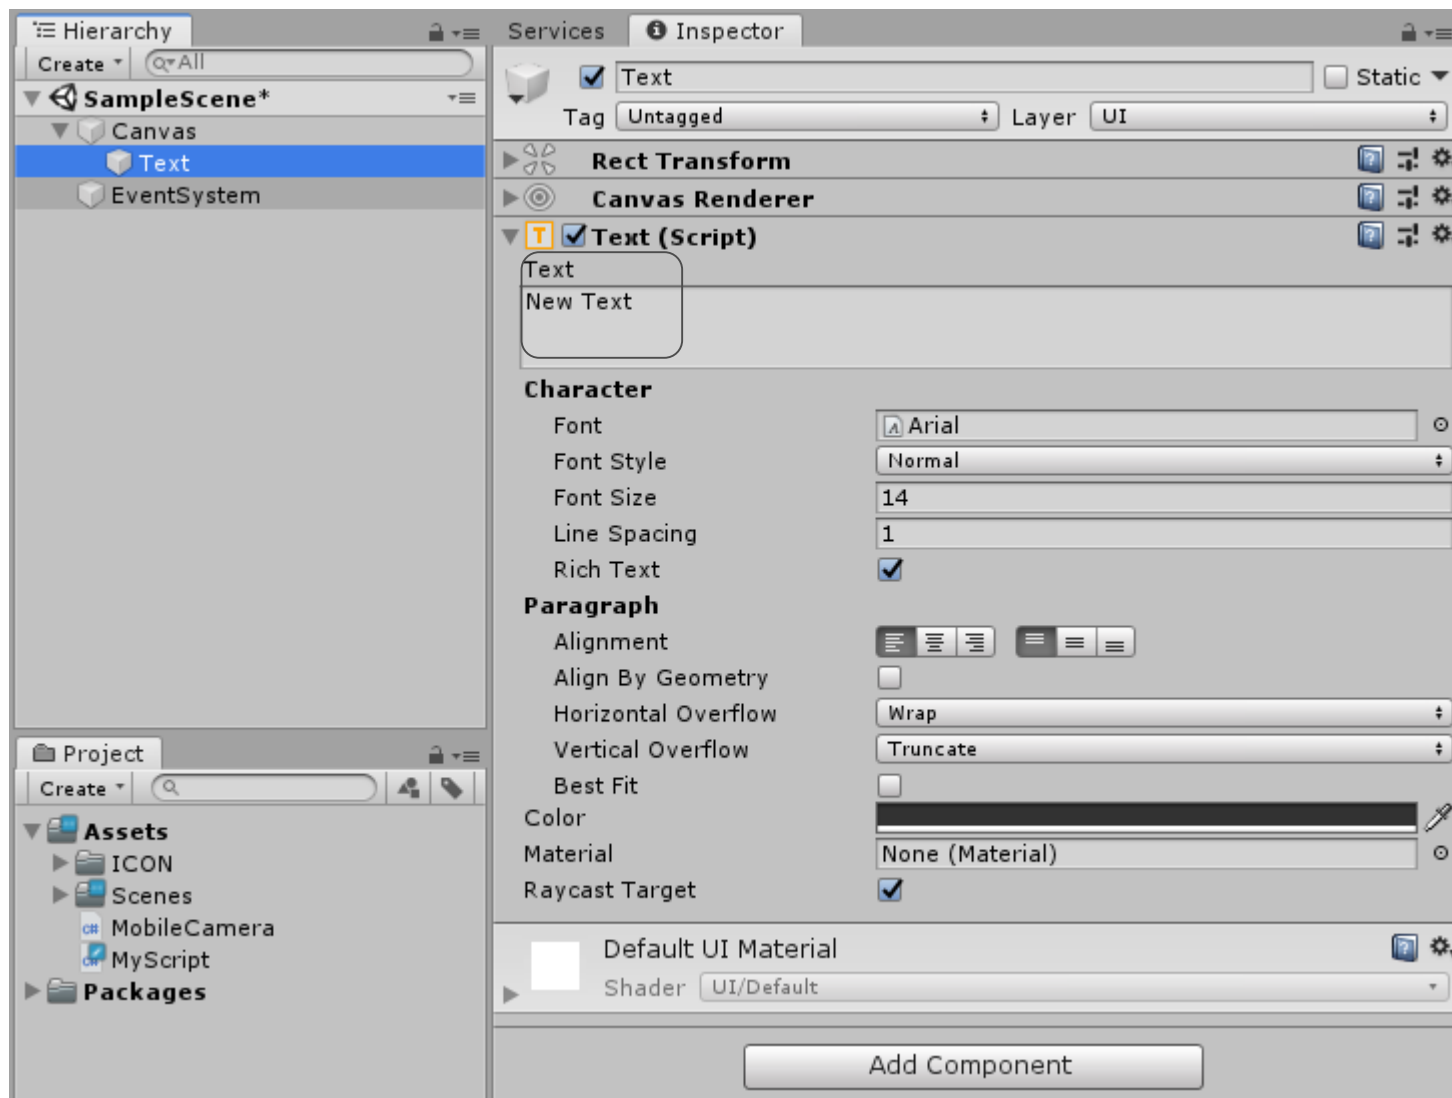 Hierarchy
Create
All
SampleScene*
Canvas
Text
EventSystem
Project
Create
Assets
ICON
Scenes
C# MobileCamera
C# MyScript
Packages
Services
Inspector
Text
Static
Tag Untagged Layer UI
Rect Transform
Canvas Renderer
T Text (Script)
Text
New Text
Character
Font Arial
Font Style Normal
Font Size 14
Line Spacing 1
Rich Text
Paragraph
Alignment
Align By Geometry
Horizontal Overflow Wrap
Vertical Overflow Truncate
Best Fit
Color
Material None (Material)
Raycast Target
Default UI Material
Shader UI/Default
Add Component